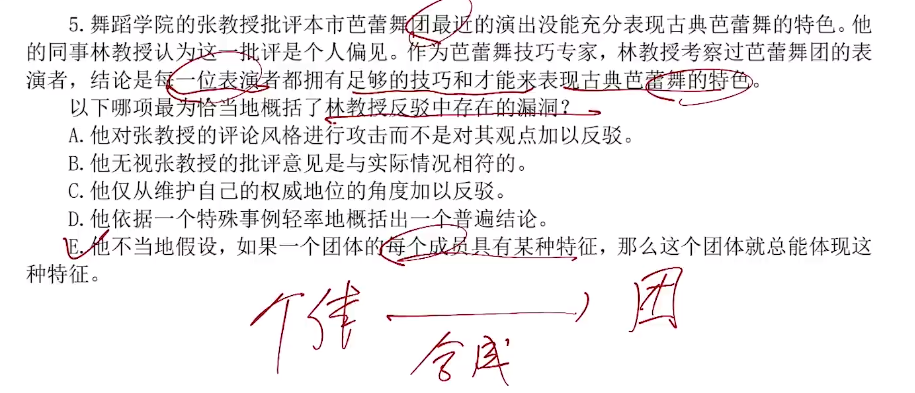 5. 舞蹈学院的张教授批评本市芭蕾舞团最近的演出没能充分表现古典芭蕾舞的特色。他
的同事林教授认为这一批评是个人偏见。作为芭蕾舞技巧专家，林教授考察过芭蕾舞团的表
演者，结论是每一位表演者都拥有足够的技巧和才能来表现古典芭蕾舞的特色。
以下哪项最为恰当地概括了林教授反驳中存在的漏洞？
A. 他对张教授的评论风格进行攻击而不是对其观点加以反驳。
B. 他无视张教授的批评意见是与实际情况相符的。
C. 他仅从维护自己的权威地位的角度加以反驳。
D. 他依据一个特殊事例轻率地概括出一个普遍结论。
E. 他不当地假设，如果一个团体的每个成员具有某种特征，那么这个团体就总能体现这
种特征。
个体 团
合成